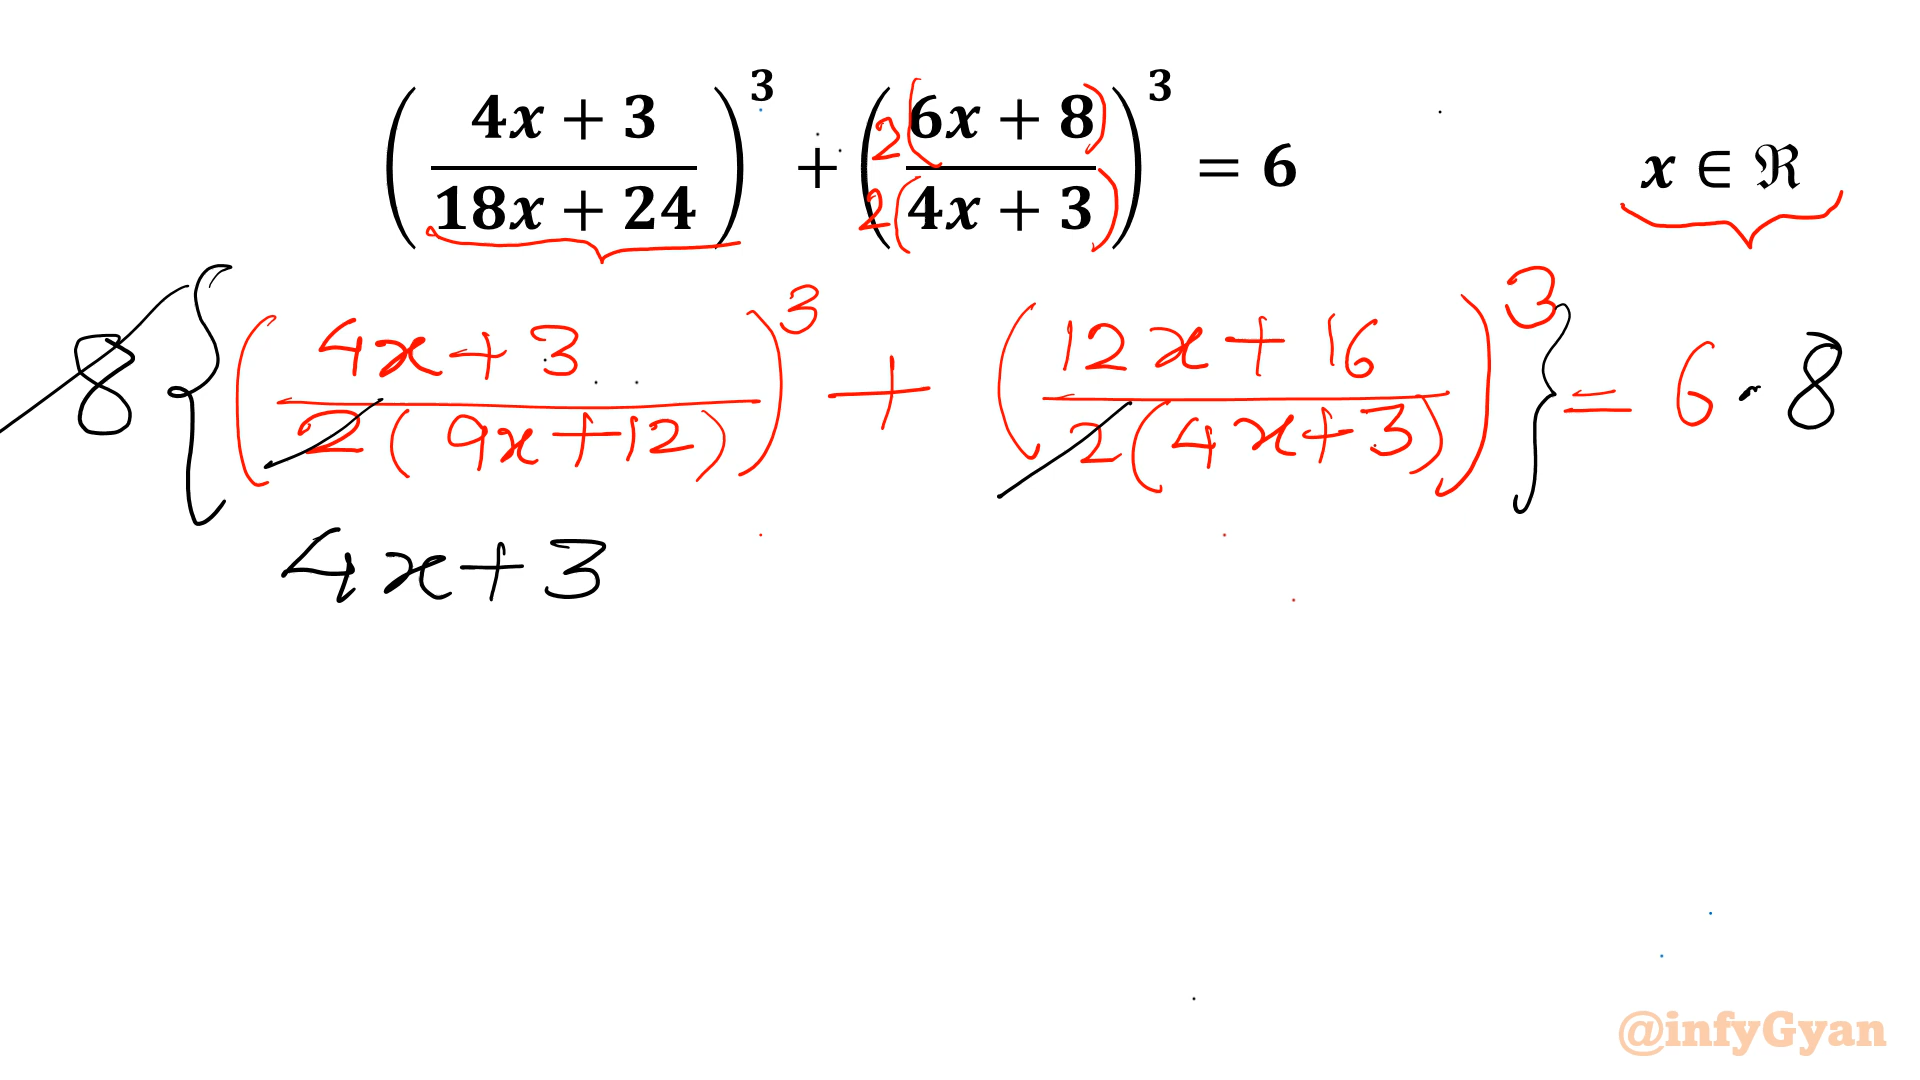 (4x + 3 / 18x + 24)³ + (2(6x + 8) / 2(4x + 3))³ = 6    x ∈ ℜ
8{(4x + 3 / 2(9x + 12))³ + (12x + 16 / 2(4x + 3))³} = 6 · 8
4x + 3
@infyGyan